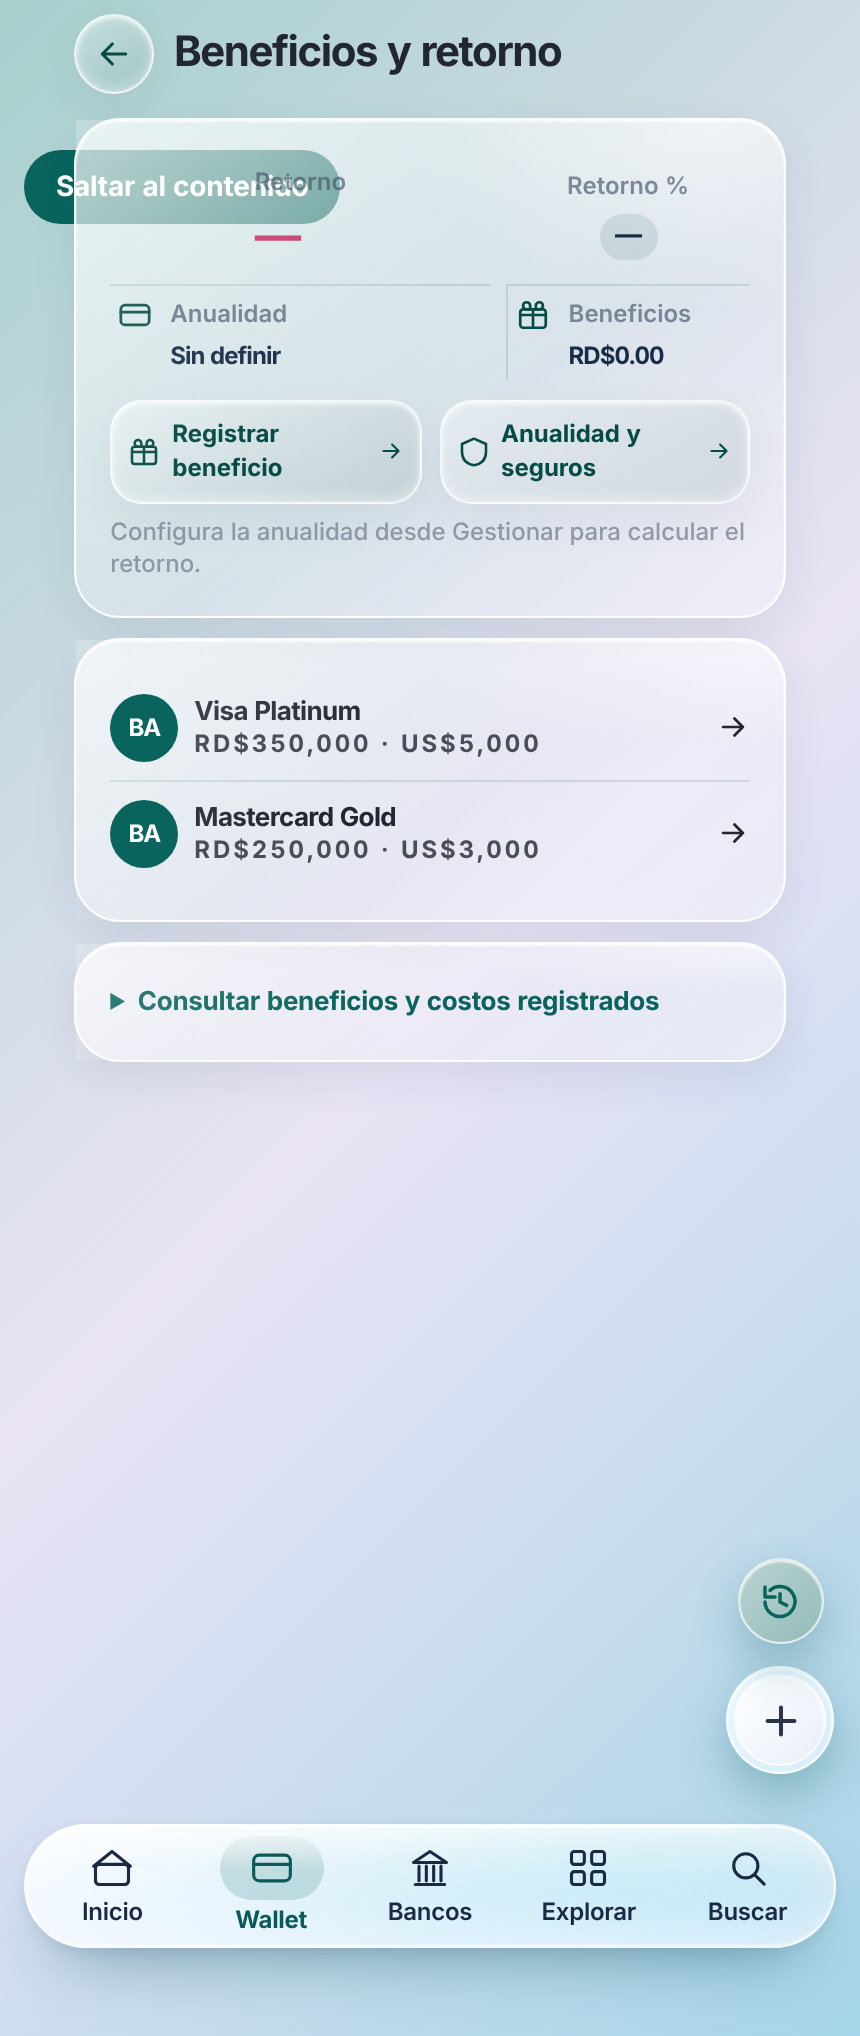 Beneficios y retorno
Saltar al contenido
Retorno
Retorno %
—
—
Anualidad
Sin definir
Beneficios
RD$0.00
Registrar
beneficio
Anualidad y
seguros
Configura la anualidad desde Gestionar para calcular el
retorno.
BA
Visa Platinum
RD$350,000 · US$5,000
BA
Mastercard Gold
RD$250,000 · US$3,000
Consultar beneficios y costos registrados
Inicio
Wallet
Bancos
Explorar
Buscar